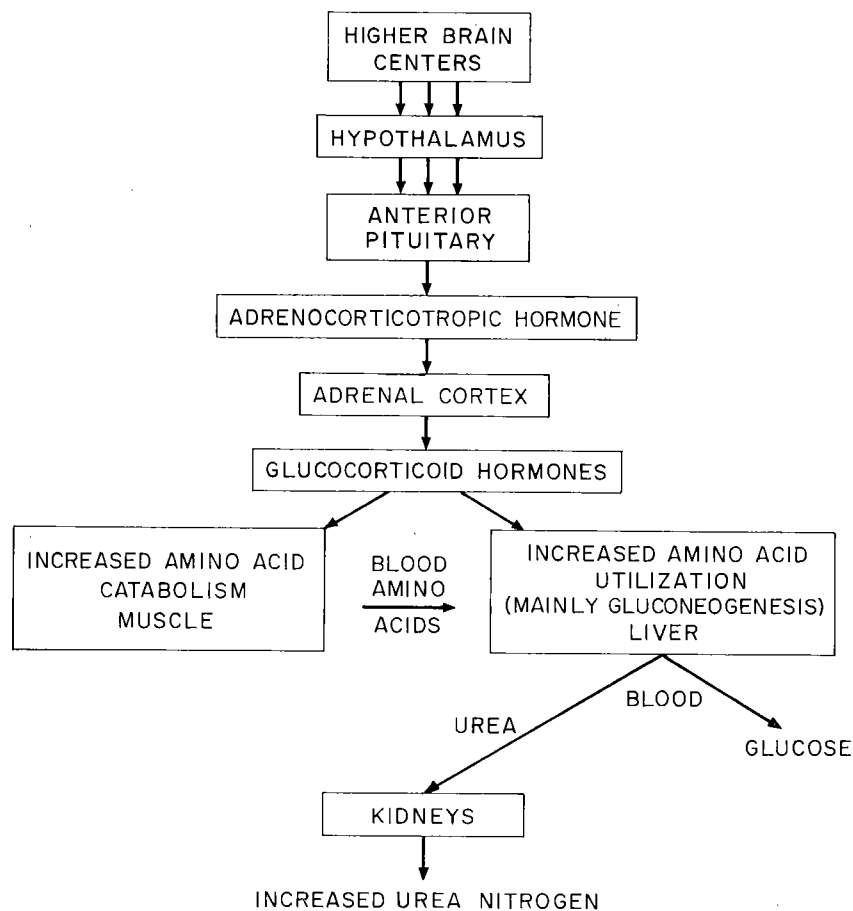 HIGHER BRAIN
CENTERS
HYPOTHALAMUS
ANTERIOR
PITUITARY
ADRENOCORTICOTROPIC HORMONE
ADRENAL CORTEX
GLUCOCORTICOID HORMONES
INCREASED AMINO ACID
CATABOLISM
MUSCLE
BLOOD
AMINO
ACIDS
INCREASED AMINO ACID
UTILIZATION
(MAINLY GLUCONEOGENESIS)
LIVER
UREA
BLOOD
GLUCOSE
KIDNEYS
INCREASED UREA NITROGEN